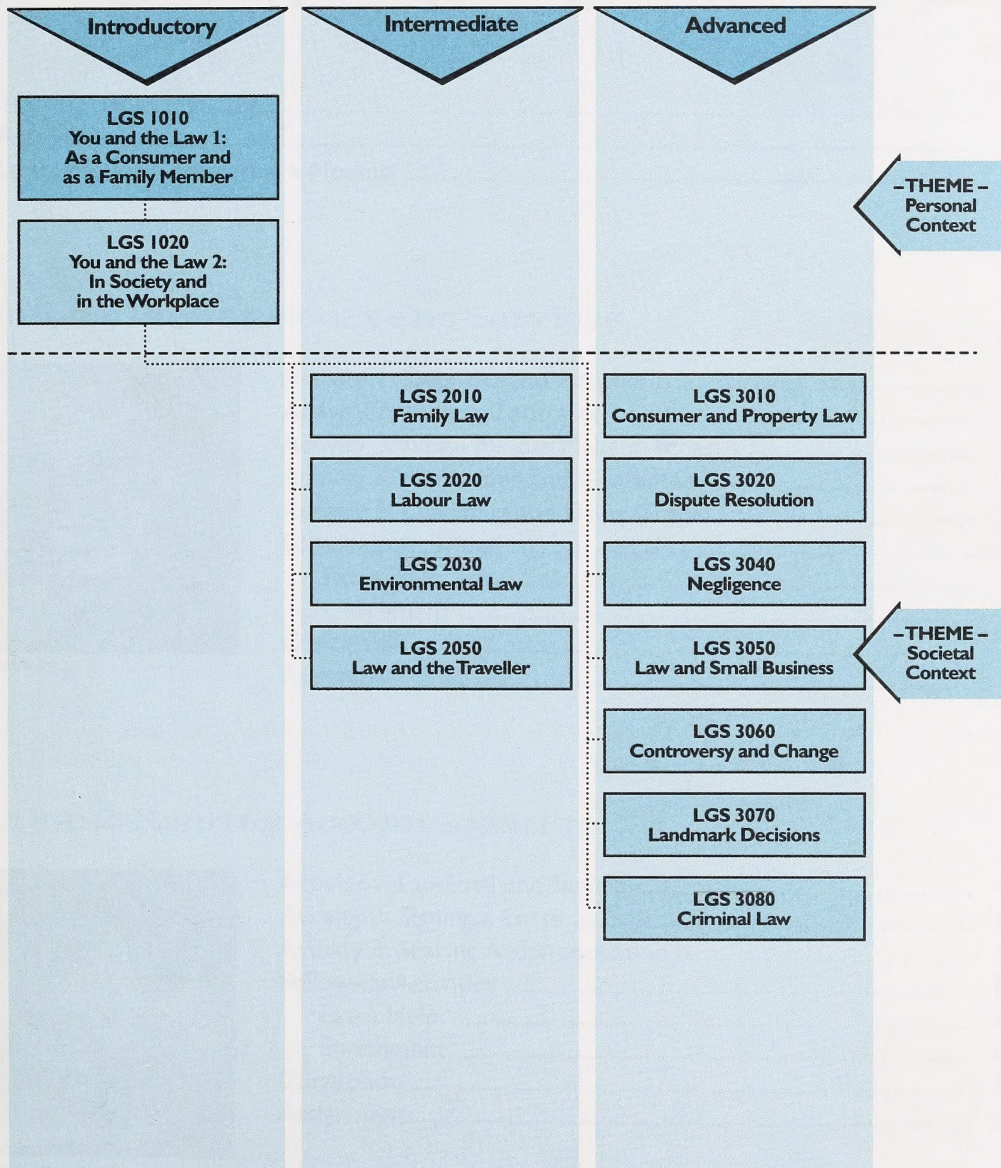 Introductory
Intermediate
Advanced
LGS 1010
You and the Law 1:
As a Consumer and
as a Family Member
LGS 1020
You and the Law 2:
In Society and
in the Workplace
–THEME–
Personal
Context
LGS 2010
Family Law
LGS 2020
Labour Law
LGS 2030
Environmental Law
LGS 2050
Law and the Traveller
LGS 3010
Consumer and Property Law
LGS 3020
Dispute Resolution
LGS 3040
Negligence
LGS 3050
Law and Small Business
LGS 3060
Controversy and Change
LGS 3070
Landmark Decisions
LGS 3080
Criminal Law
–THEME–
Societal
Context